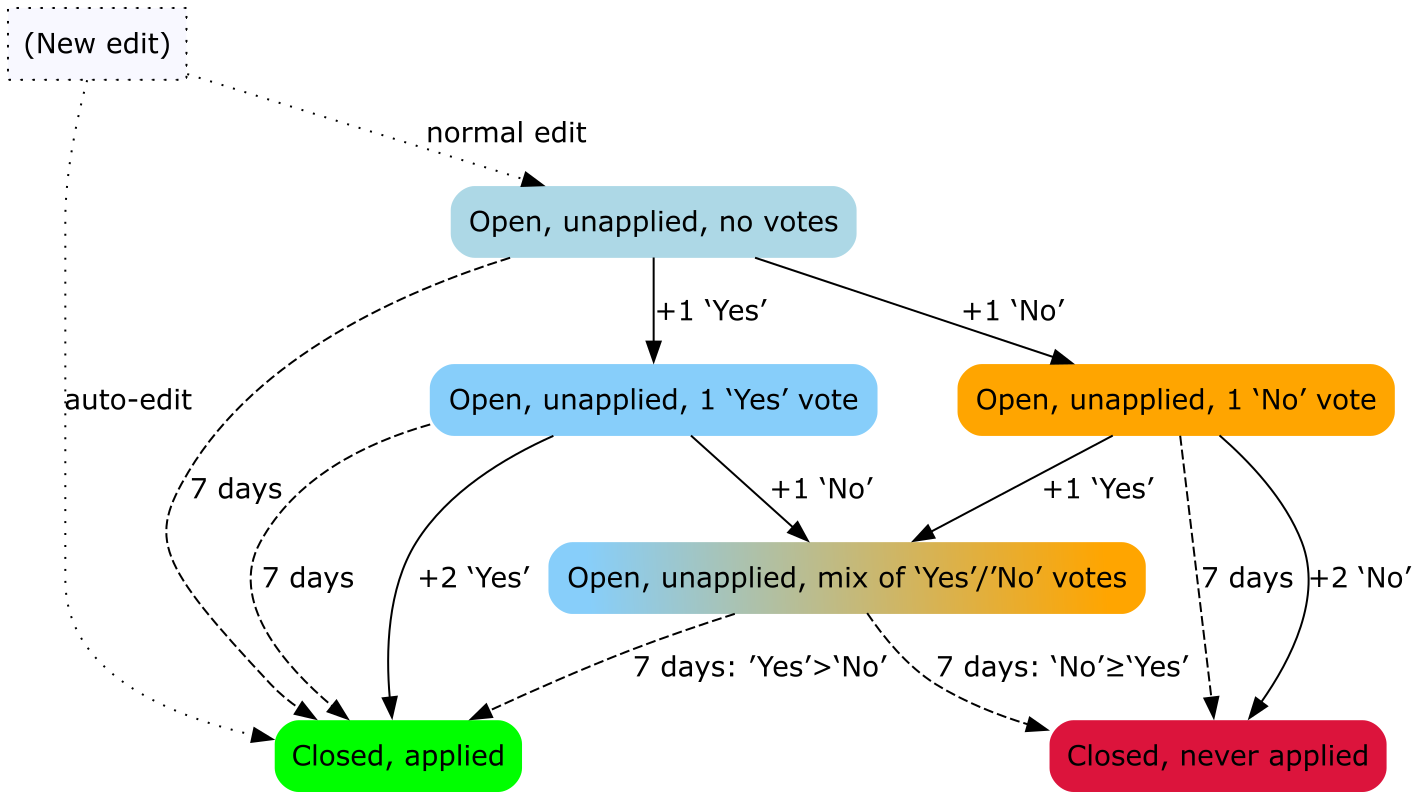 (New edit)
normal edit
Open, unapplied, no votes
+1 ‘Yes’
+1 ‘No’
auto-edit
Open, unapplied, 1 ‘Yes’ vote
Open, unapplied, 1 ‘No’ vote
7 days
+1 ‘No’
+1 ‘Yes’
7 days
+2 ‘Yes’
Open, unapplied, mix of ‘Yes’/’No’ votes
7 days
+2 ‘No’
7 days: ’Yes’>‘No’
7 days: ‘No’≥‘Yes’
Closed, applied
Closed, never applied